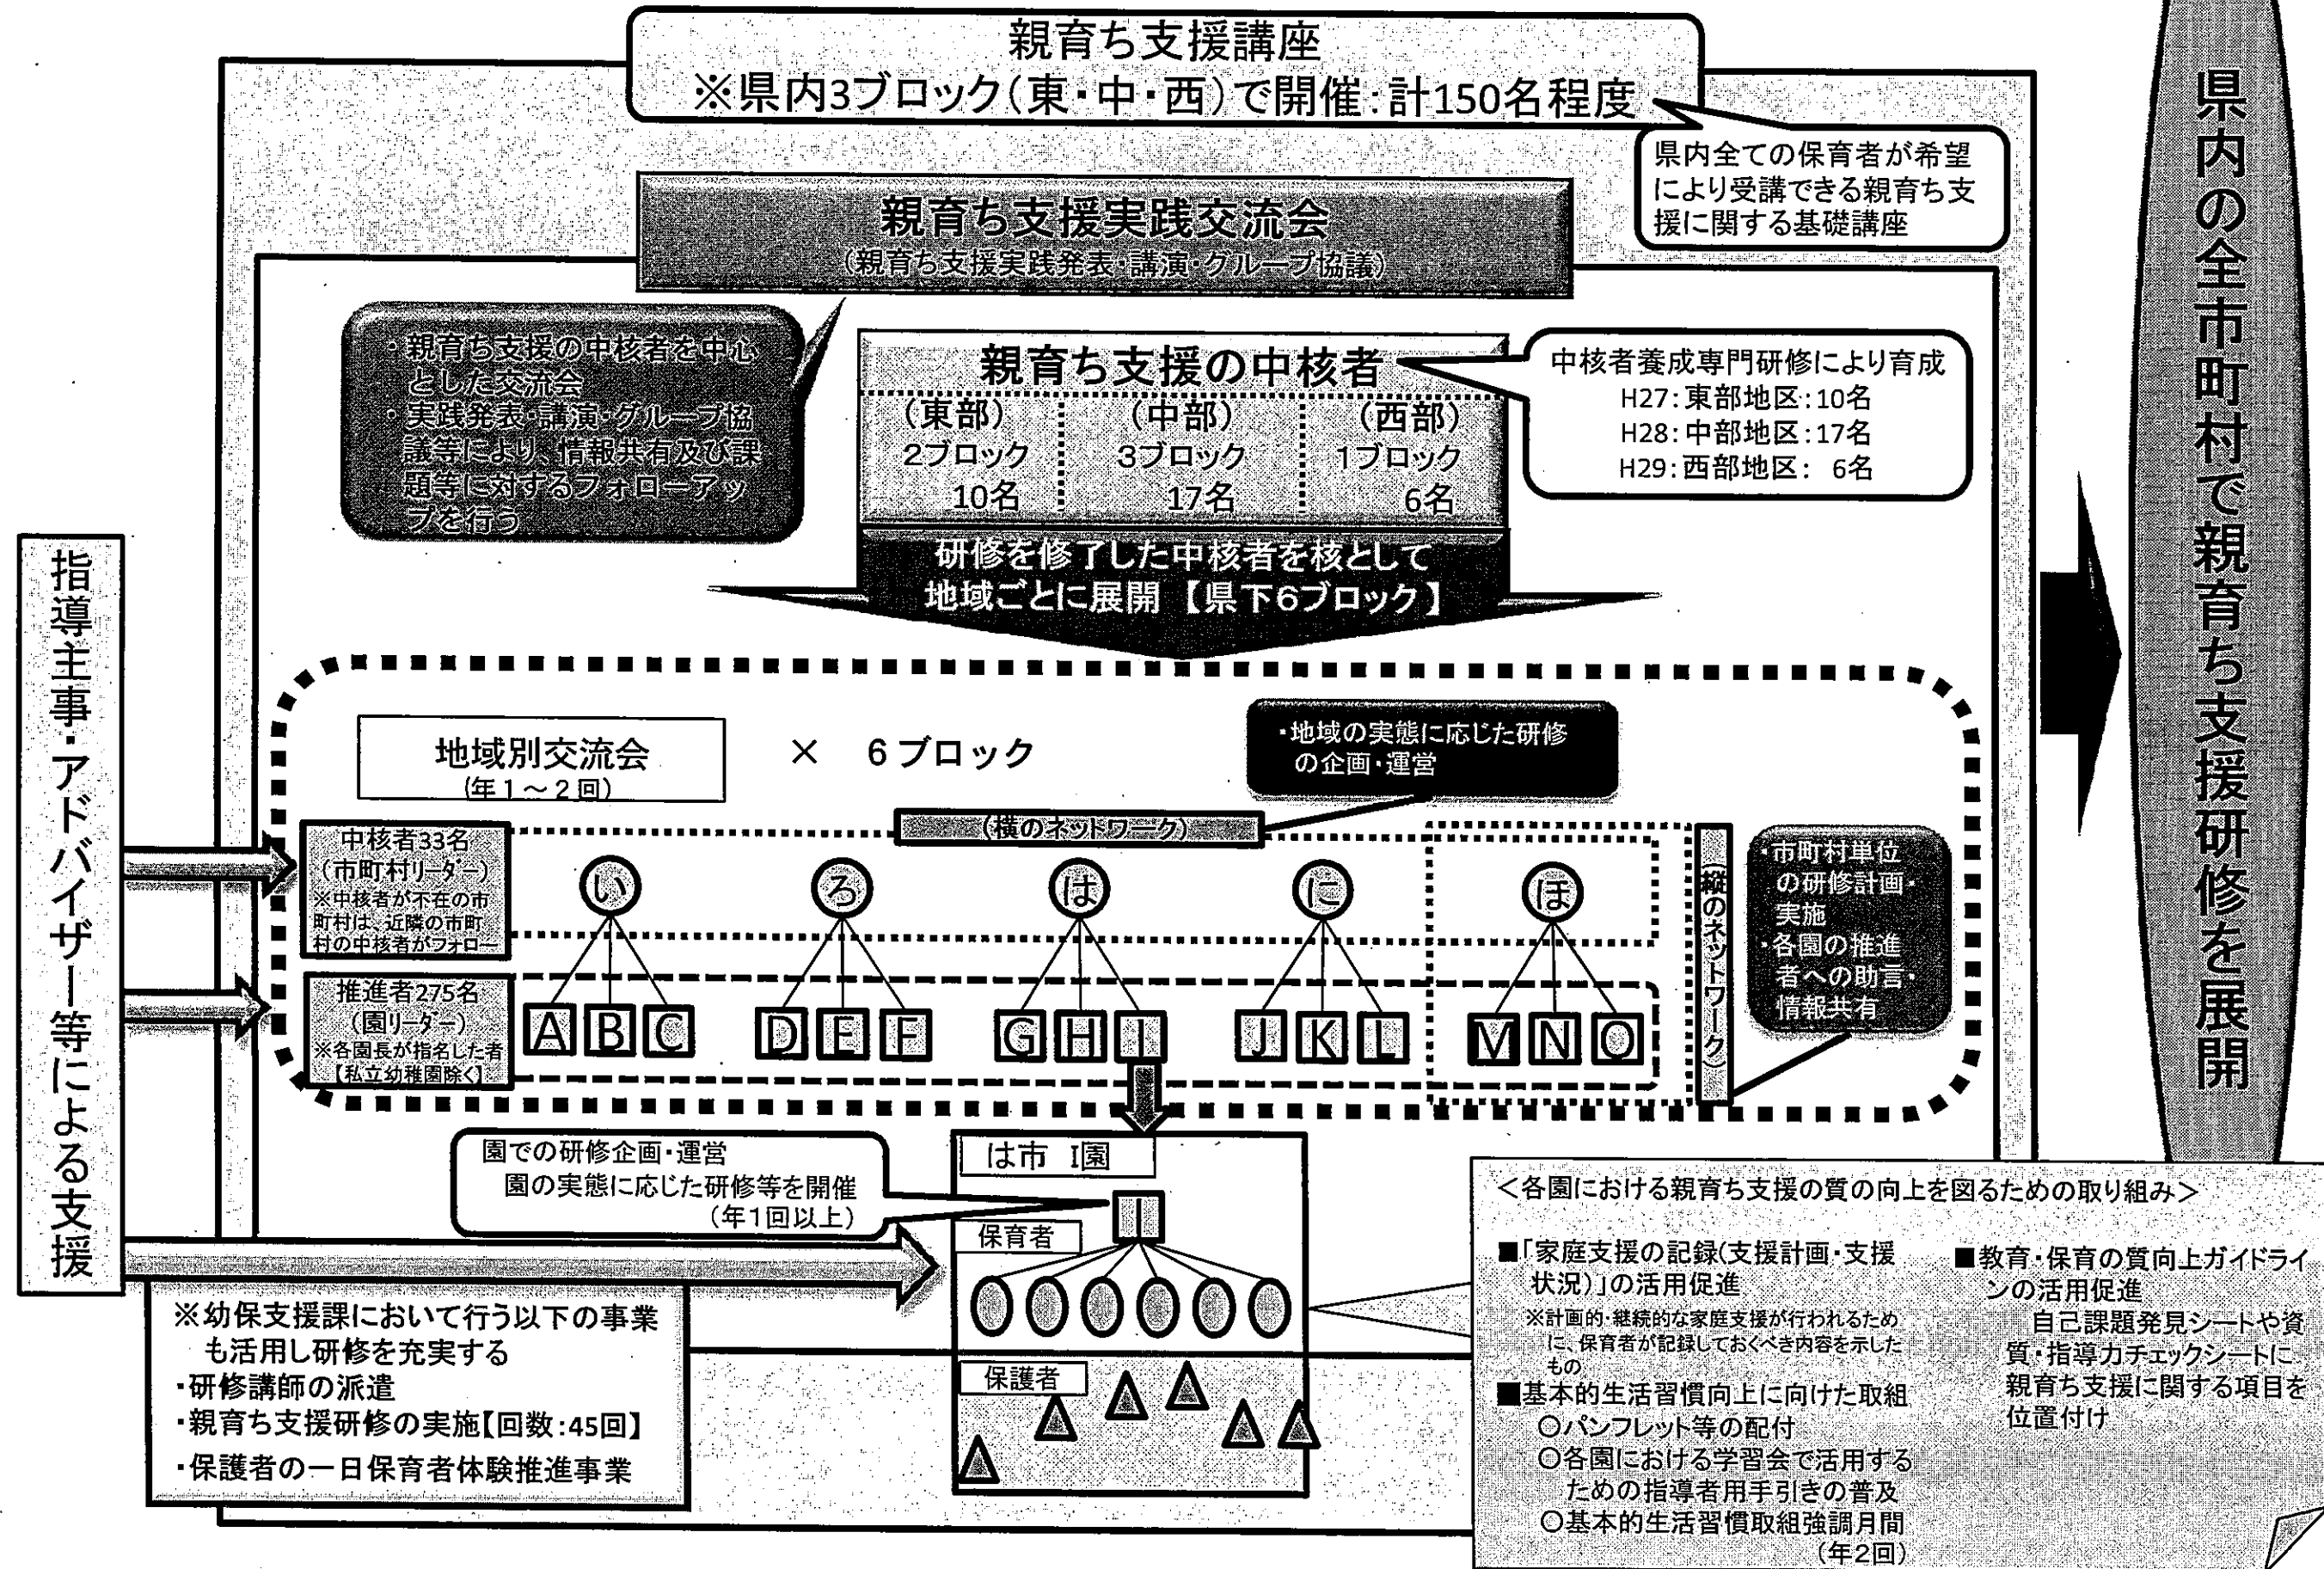 親育ち支援講座
※県内3ブロック(東・中・西)で開催:計150名程度
県内全ての保育者が希望
により受講できる親育ち支
援に関する基礎講座
親育ち支援実践交流会
(親育ち支援実践発表・講演・グループ協議)
・親育ち支援の中核者を中心
とした交流会
・実践発表・講演・グループ協
議等により、情報共有及び課
題等に対するフォローアッ
プを行う
親育ち支援の中核者
(東部)
2ブロック
10名
(中部)
3ブロック
17名
(西部)
1ブロック
6名
中核者養成専門研修により育成
H27:東部地区:10名
H28:中部地区:17名
H29:西部地区: 6名
研修を修了した中核者を核として
地域ごとに展開【県下6ブロック】
県内の全市町村で親育ち支援研修を展開
指導主事・アドバイザー等による支援
地域別交流会
(年1~2回)
× 6ブロック
・地域の実態に応じた研修
の企画・運営
(横のネットワーク)
中核者33名
(市町村リーダー)
※中核者が不在の市
町村は、近隣の市町
村の中核者がフォロー
い
ろ
は
に
ほ
(縦のネットワーク)
・市町村単位
の研修計画・
実施
・各園の推進
者への助言・
情報共有
推進者275名
(園リーダー)
※各園長が指名した者
【私立幼稚園除く】
A B C
D E F
G H I
J K L
M N O
園での研修企画・運営
園の実態に応じた研修等を開催
(年1回以上)
は市 I園
I
保育者
保護者
※幼保支援課において行う以下の事業
も活用し研修を充実する
・研修講師の派遣
・親育ち支援研修の実施【回数:45回】
・保護者の一日保育者体験推進事業
<各園における親育ち支援の質の向上を図るための取り組み>
■「家庭支援の記録(支援計画・支援
状況)」の活用促進
※計画的・継続的な家庭支援が行われるため
に、保育者が記録しておくべき内容を示した
もの
■基本的生活習慣向上に向けた取組
○パンフレット等の配付
○各園における学習会で活用する
ための指導者用手引きの普及
○基本的生活習慣取組強調月間
(年2回)
■教育・保育の質向上ガイドライ
ンの活用促進
自己課題発見シートや資
質・指導力チェックシートに
親育ち支援に関する項目を
位置付け